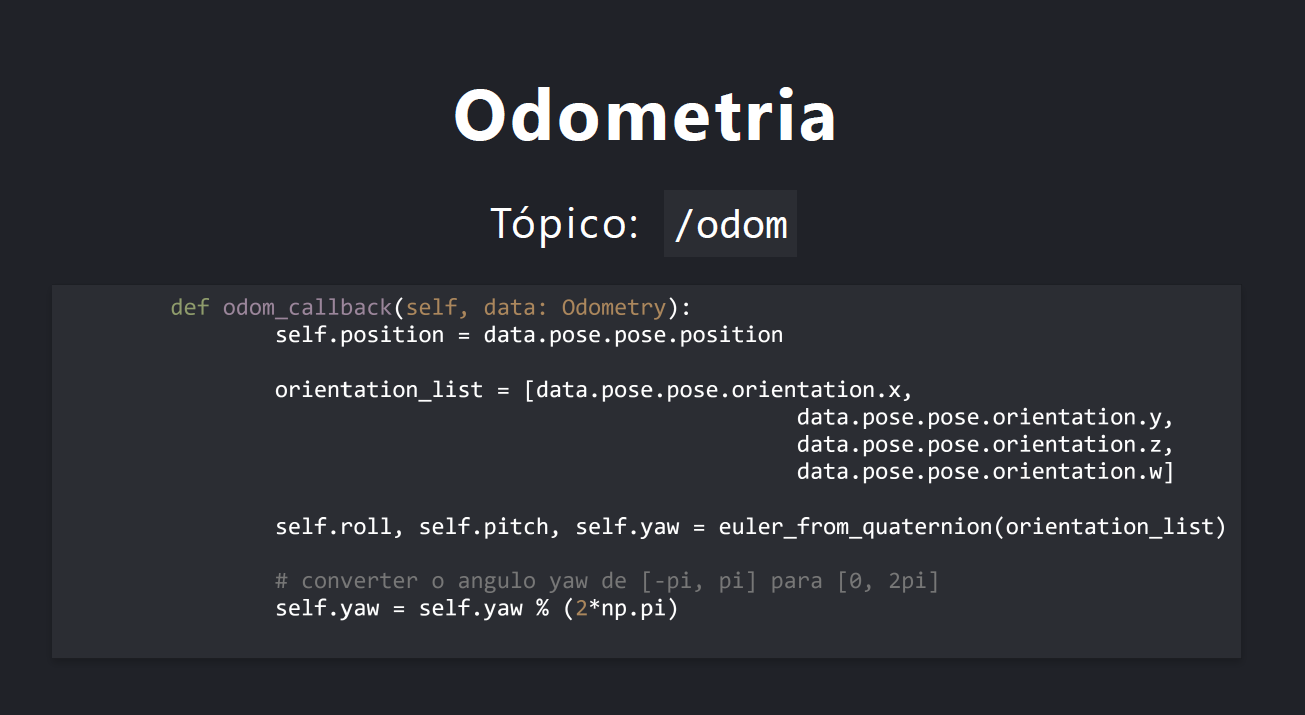 Odometria
Tópico: /odom
def odom_callback(self, data: Odometry):
self.position = data.pose.pose.position
orientation_list = [data.pose.pose.orientation.x,
data.pose.pose.orientation.y,
data.pose.pose.orientation.z,
data.pose.pose.orientation.w]
self.roll, self.pitch, self.yaw = euler_from_quaternion(orientation_list)
# converter o angulo yaw de [-pi, pi] para [0, 2pi]
self.yaw = self.yaw % (2*np.pi)